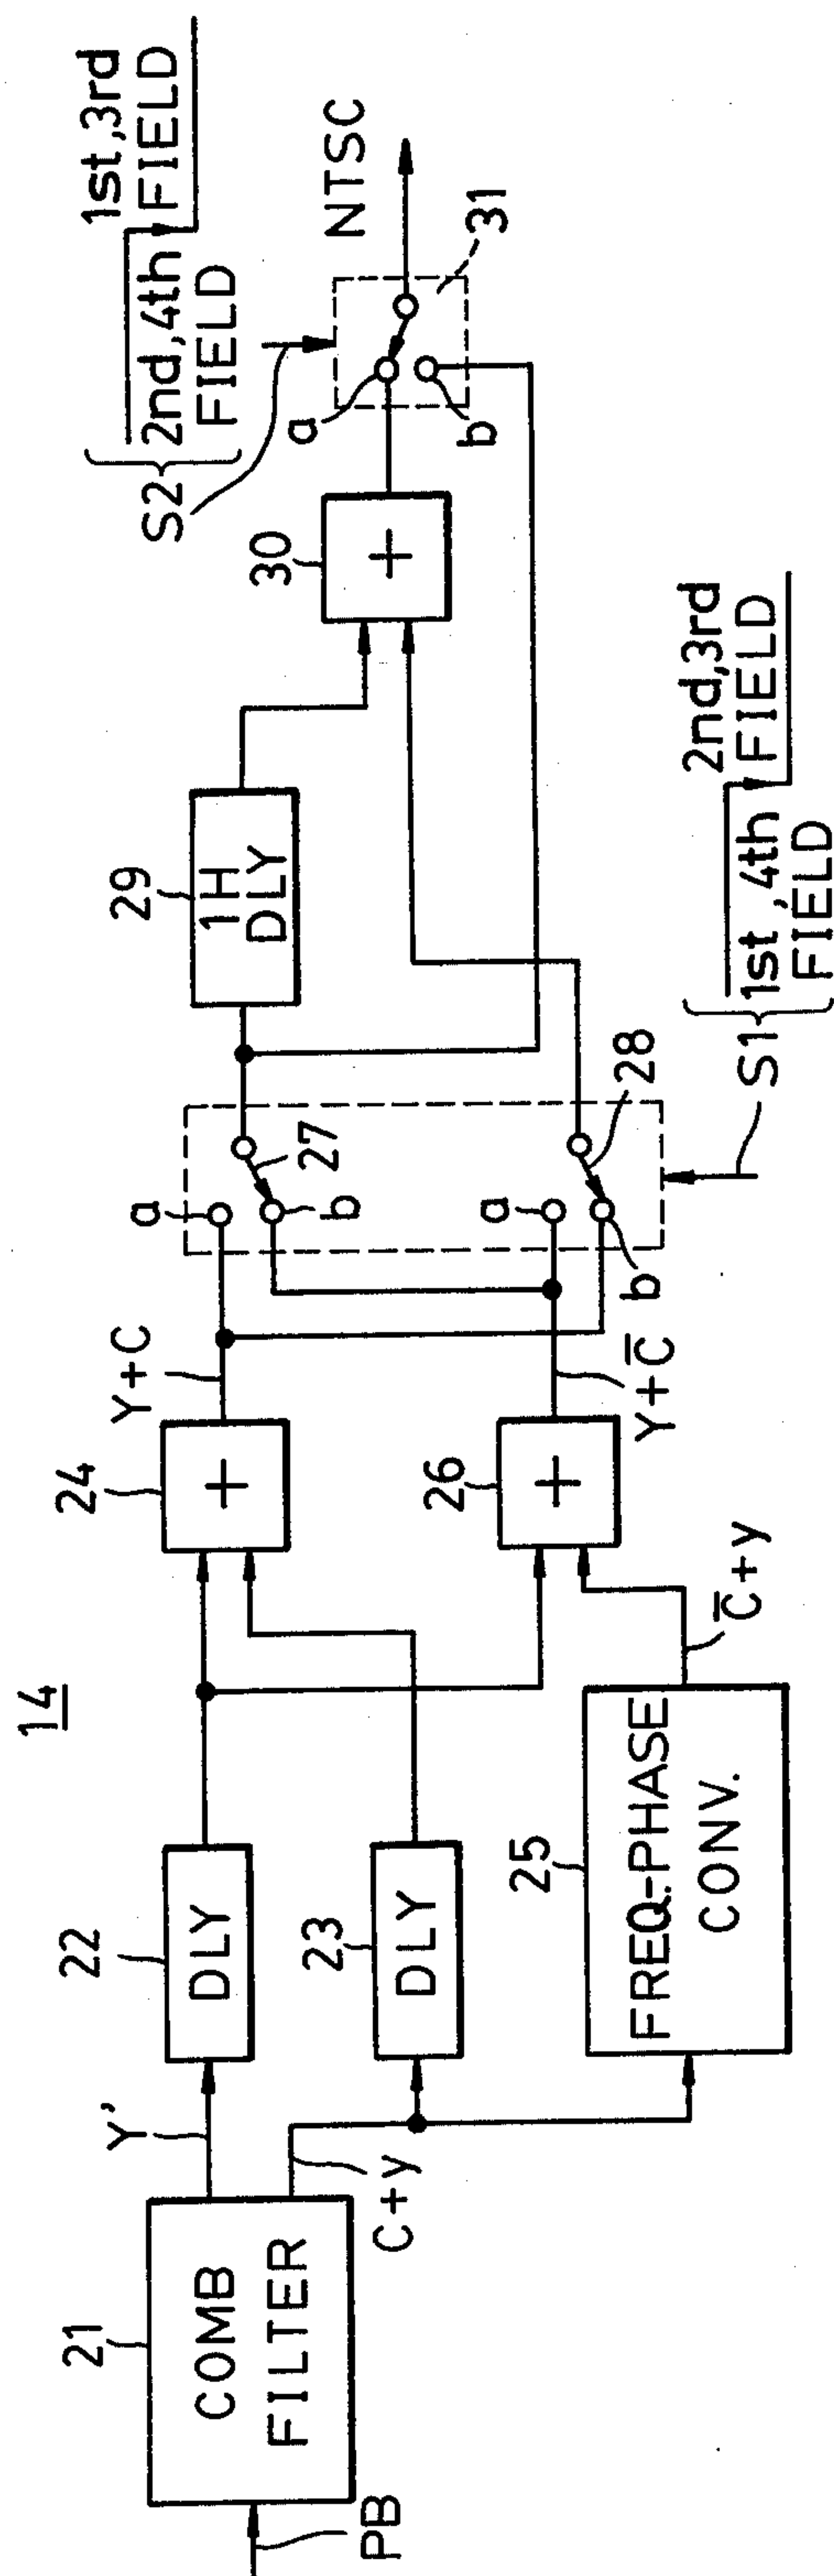 14
PB
21
COMB
FILTER
Y'
C+y
22
DLY
23
DLY
25
FREQ.-PHASE
CONV.
C̅+y
24
+
Y+C
26
+
Y+C̅
a
27
b
a
28
b
S1
1st,4th
FIELD
2nd,3rd
FIELD
29
1H
DLY
30
+
S2
2nd,4th
FIELD
1st,3rd
FIELD
a
b
31
NTSC